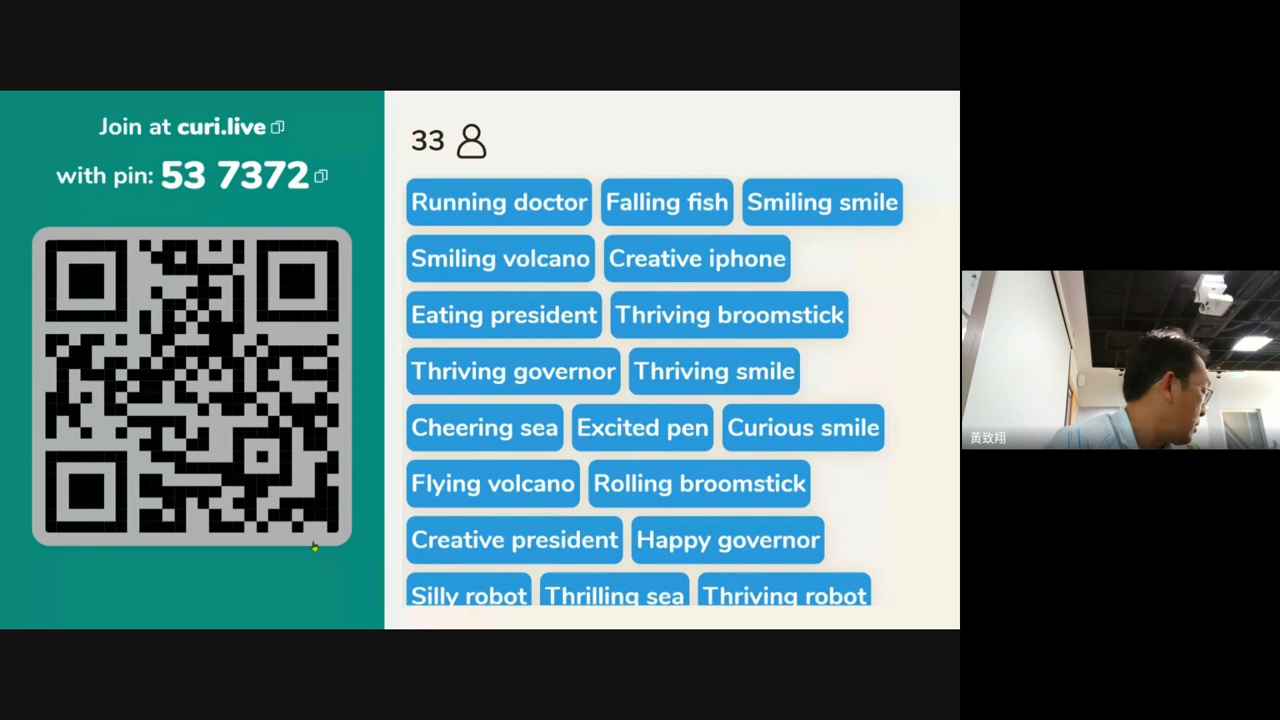 Join at curi.live
with pin: 53 7372
33
Running doctor Falling fish Smiling smile
Smiling volcano Creative iphone
Eating president Thriving broomstick
Thriving governor Thriving smile
Cheering sea Excited pen Curious smile
Flying volcano Rolling broomstick
Creative president Happy governor
Silly robot Thrilling sea Thriving robot
黃致翔